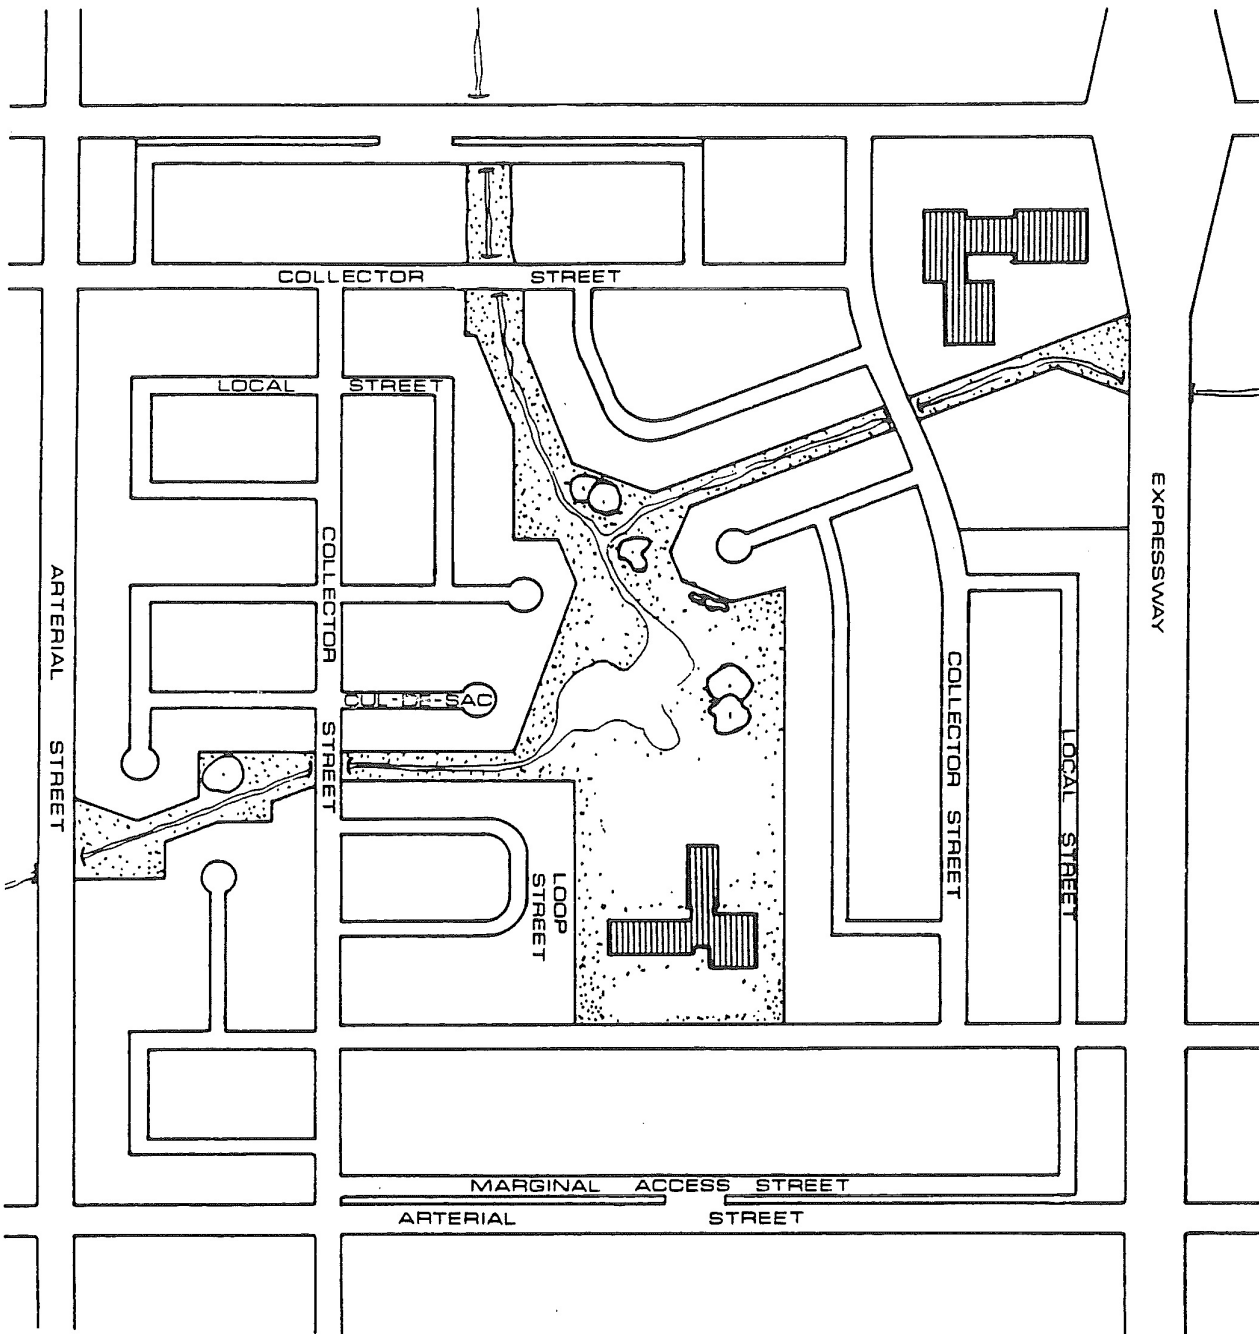 COLLECTOR STREET
LOCAL STREET
COLLECTOR STREET
EXPRESSWAY
ARTERIAL STREET
CUL-DE-SAC
COLLECTOR STREET
LOCAL STREET
LOOP
STREET
MARGINAL ACCESS STREET
ARTERIAL STREET